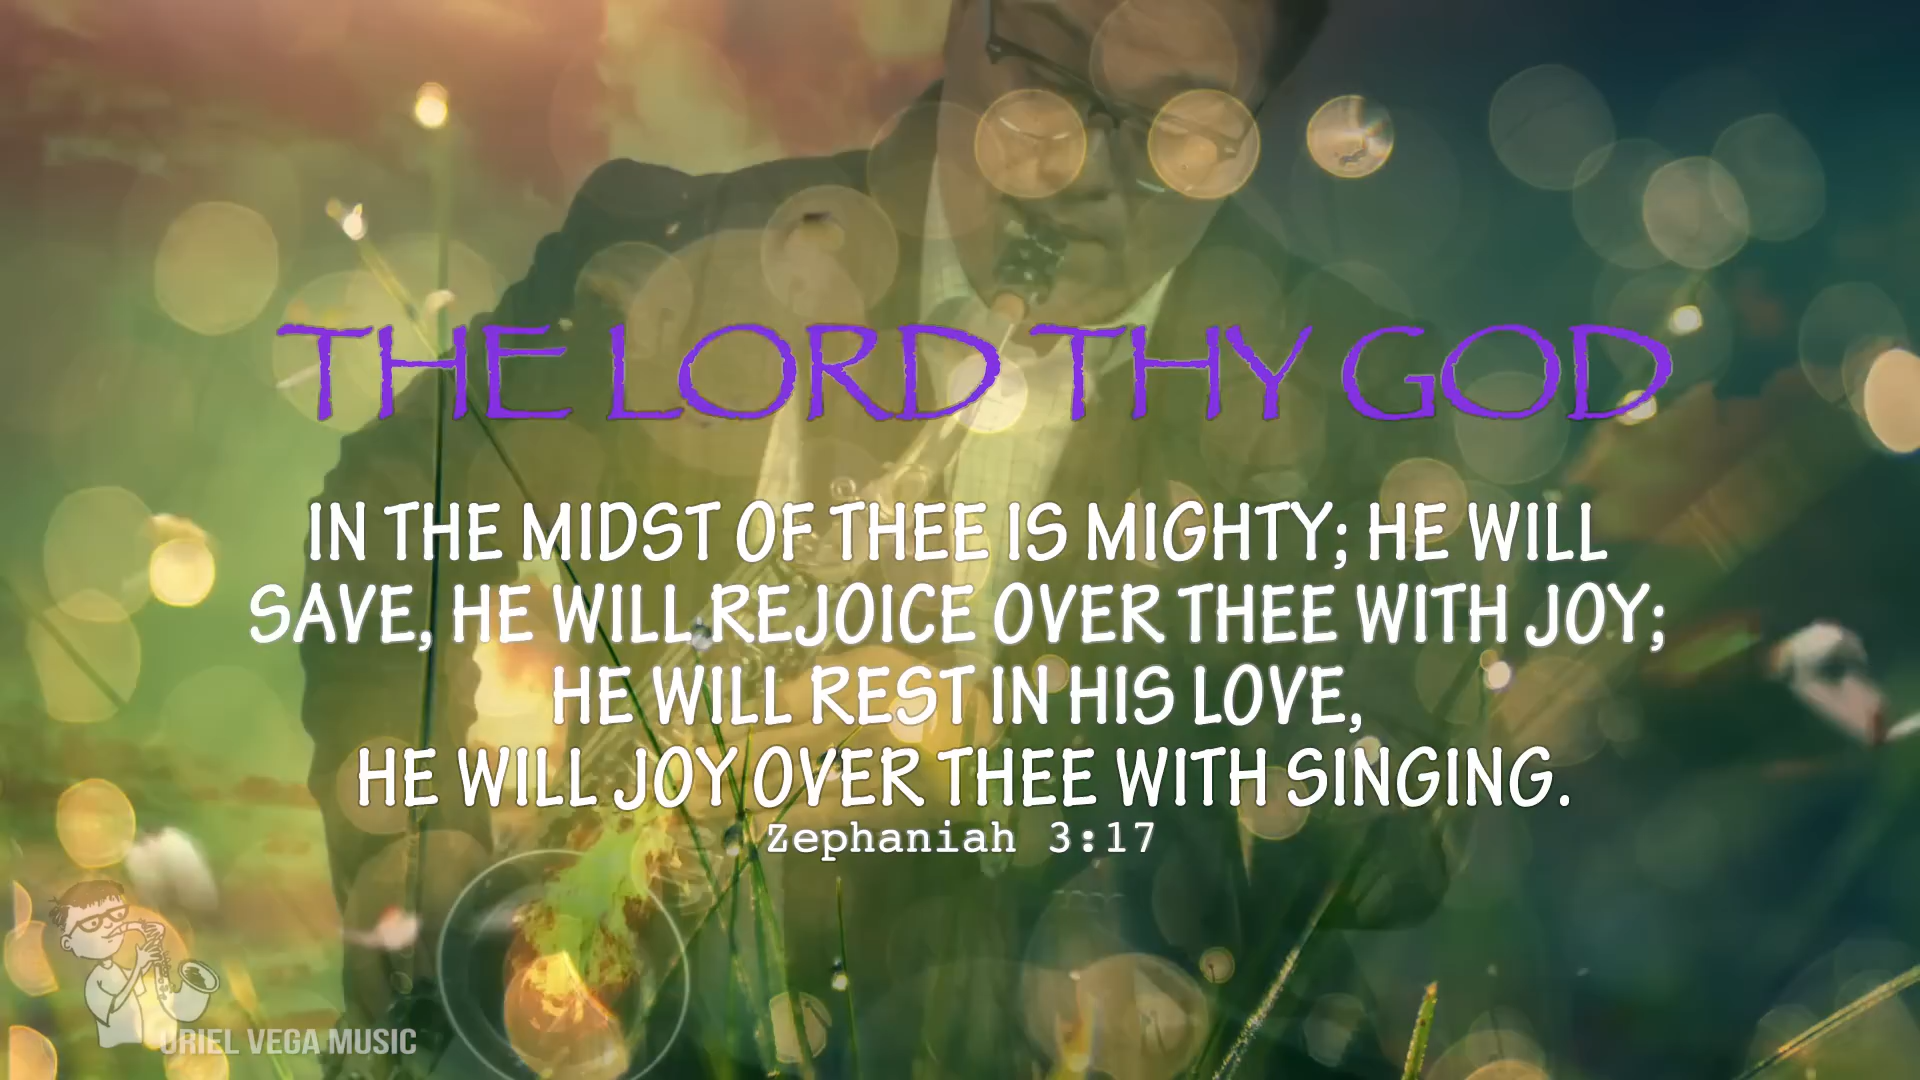 THE LORD THY GOD
IN THE MIDST OF THEE IS MIGHTY; HE WILL
SAVE, HE WILL REJOICE OVER THEE WITH JOY;
HE WILL REST IN HIS LOVE,
HE WILL JOY OVER THEE WITH SINGING.
Zephaniah 3:17
URIEL VEGA MUSIC